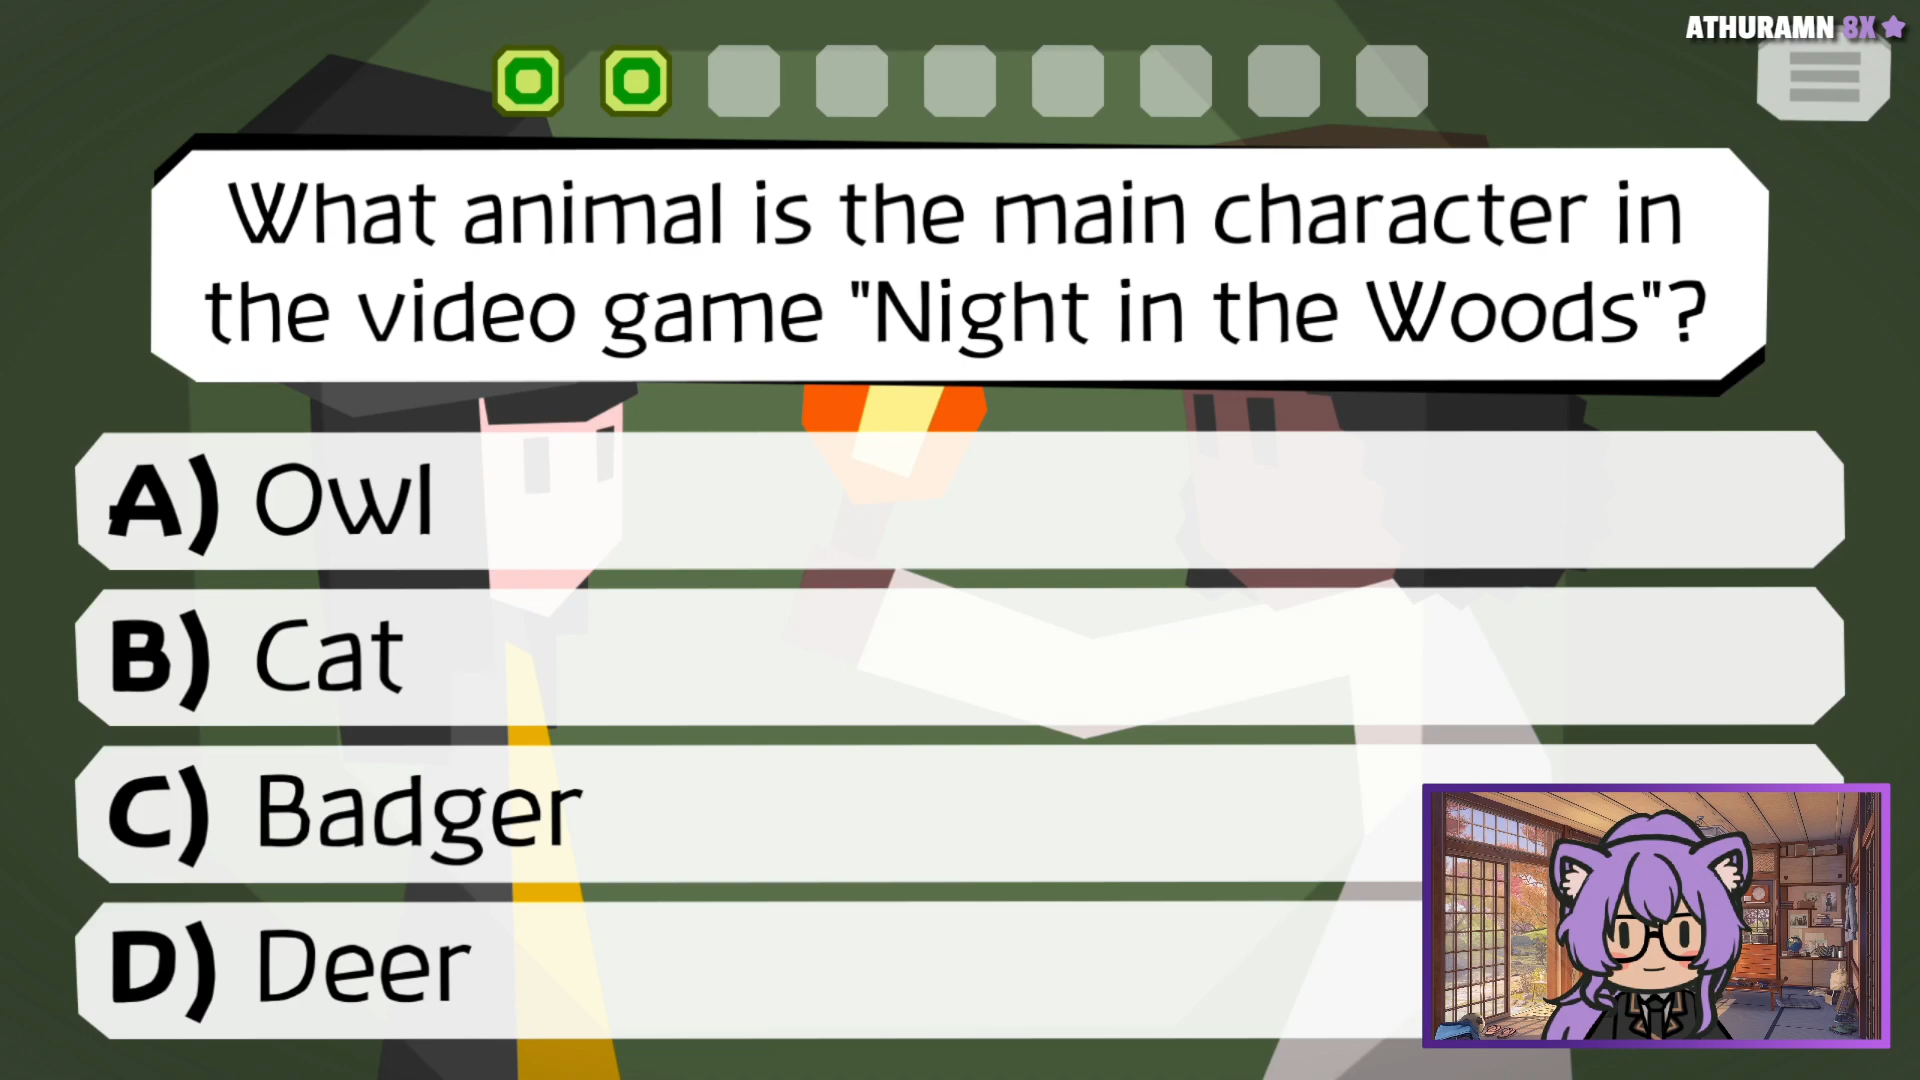 ATHURAMN 8X
What animal is the main character in
the video game "Night in the Woods"?
A) Owl
B) Cat
C) Badger
D) Deer